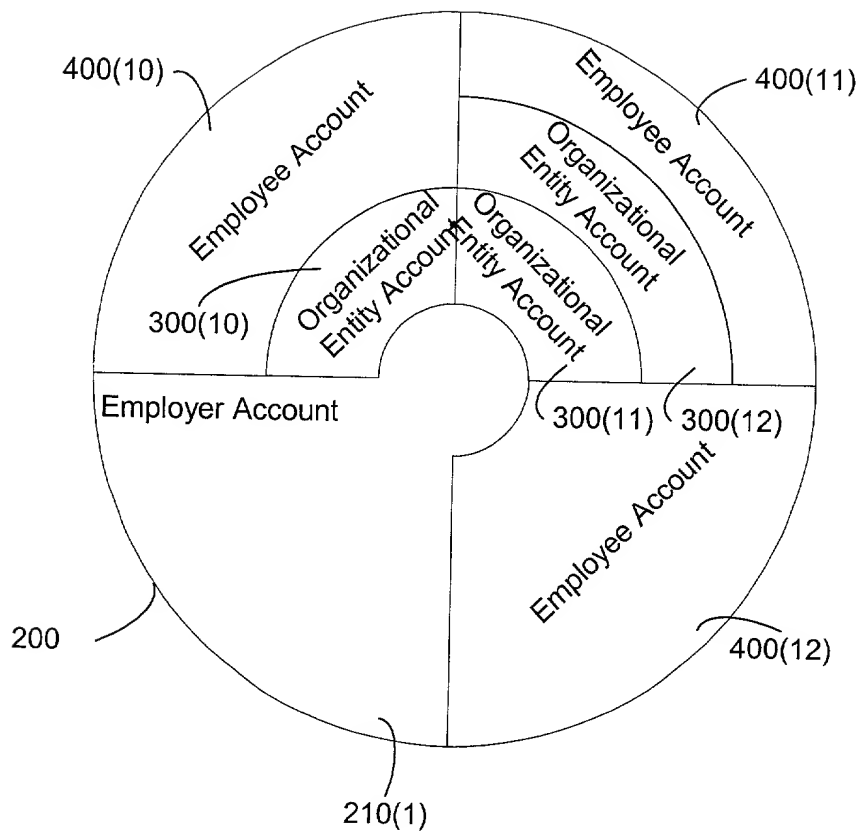 400(10)
Employee Account
Employee Account
400(11)
Organizational
Entity Account
Organizational
Entity Account
Organizational
Entity Account
300(10)
Employer Account
300(11)
300(12)
Employee Account
200
400(12)
210(1)